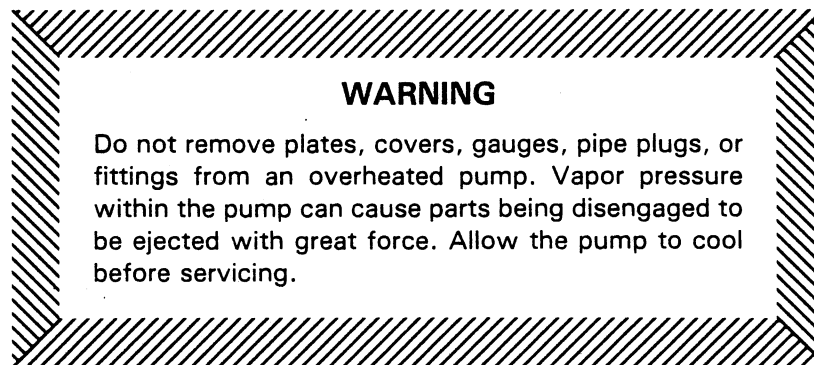 WARNING
Do not remove plates, covers, gauges, pipe plugs, or
fittings from an overheated pump. Vapor pressure
within the pump can cause parts being disengaged to
be ejected with great force. Allow the pump to cool
before servicing.